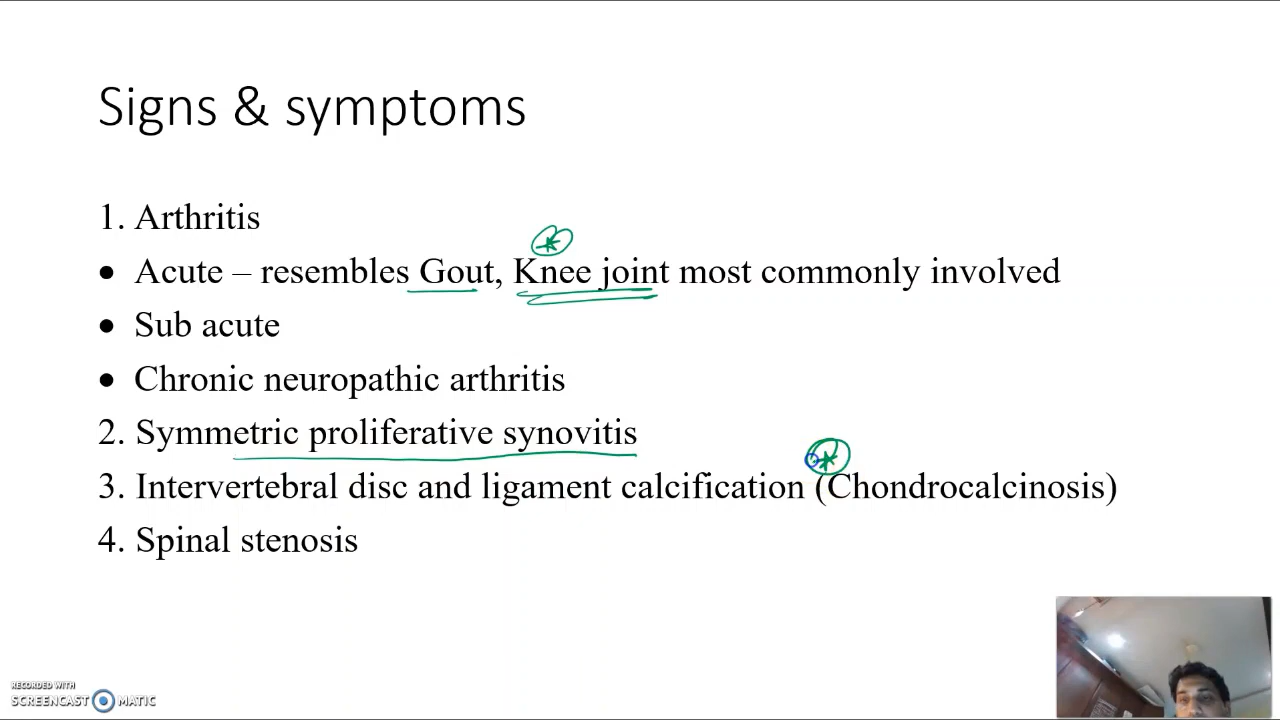 Signs & symptoms
1. Arthritis
• Acute – resembles Gout, Knee joint most commonly involved
• Sub acute
• Chronic neuropathic arthritis
2. Symmetric proliferative synovitis
3. Intervertebral disc and ligament calcification (Chondrocalcinosis)
4. Spinal stenosis
RECORDED WITH
SCREENCAST MATIC